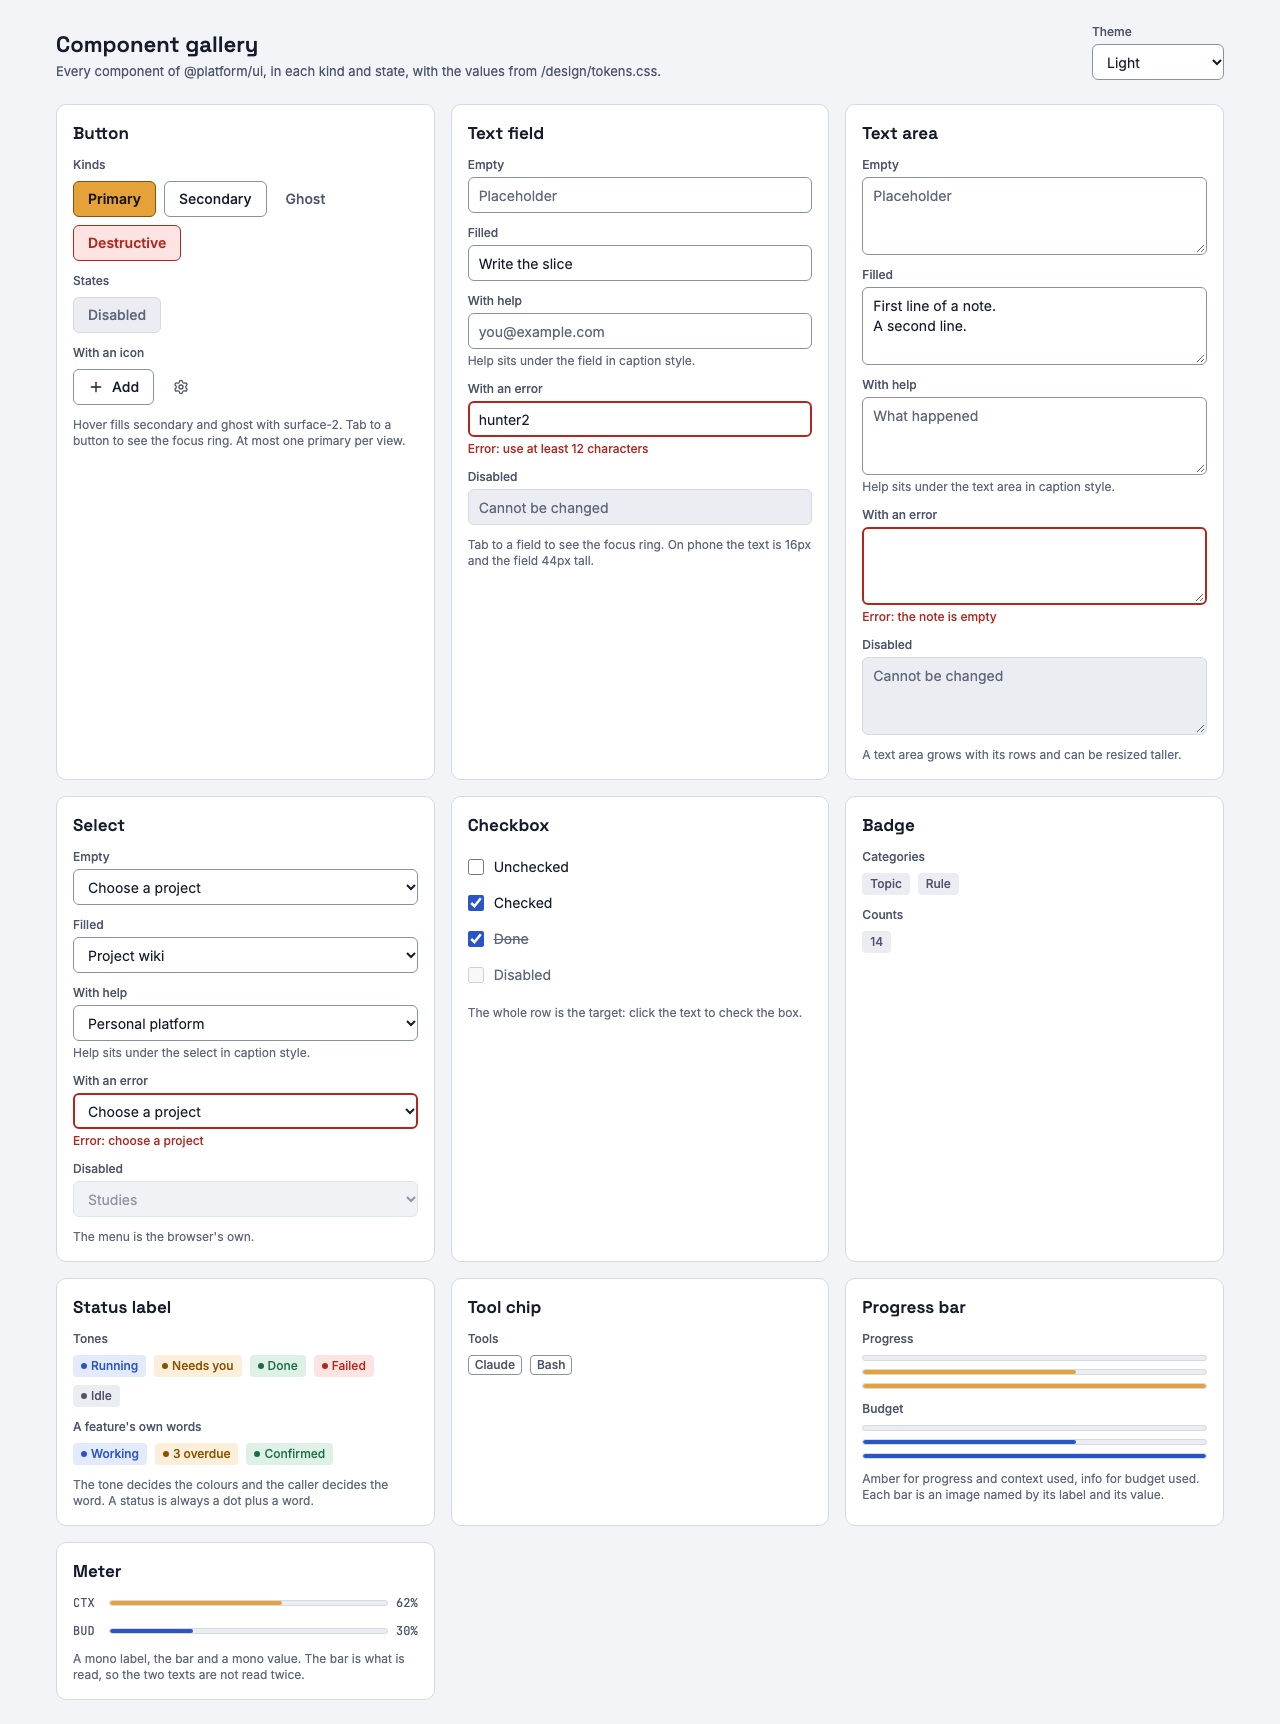 Component gallery
Every component of @platform/ui, in each kind and state, with the values from /design/tokens.css.
Theme
Light
Button
Kinds
Primary
Secondary
Ghost
Destructive
States
Disabled
With an icon
Add
Hover fills secondary and ghost with surface-2. Tab to a
button to see the focus ring. At most one primary per view.
Text field
Empty
Placeholder
Filled
Write the slice
With help
you@example.com
Help sits under the field in caption style.
With an error
hunter2
Error: use at least 12 characters
Disabled
Cannot be changed
Tab to a field to see the focus ring. On phone the text is 16px
and the field 44px tall.
Text area
Empty
Placeholder
Filled
First line of a note.
A second line.
With help
What happened
Help sits under the text area in caption style.
With an error
Error: the note is empty
Disabled
Cannot be changed
A text area grows with its rows and can be resized taller.
Select
Empty
Choose a project
Filled
Project wiki
With help
Personal platform
Help sits under the select in caption style.
With an error
Choose a project
Error: choose a project
Disabled
Studies
The menu is the browser's own.
Checkbox
Unchecked
Checked
Done
Disabled
The whole row is the target: click the text to check the box.
Badge
Categories
Topic
Rule
Counts
14
Status label
Tones
Running
Needs you
Done
Failed
Idle
A feature's own words
Working
3 overdue
Confirmed
The tone decides the colours and the caller decides the
word. A status is always a dot plus a word.
Tool chip
Tools
Claude
Bash
Progress bar
Progress
Budget
Amber for progress and context used, info for budget used.
Each bar is an image named by its label and its value.
Meter
CTX
62%
BUD
30%
A mono label, the bar and a mono value. The bar is what is
read, so the two texts are not read twice.